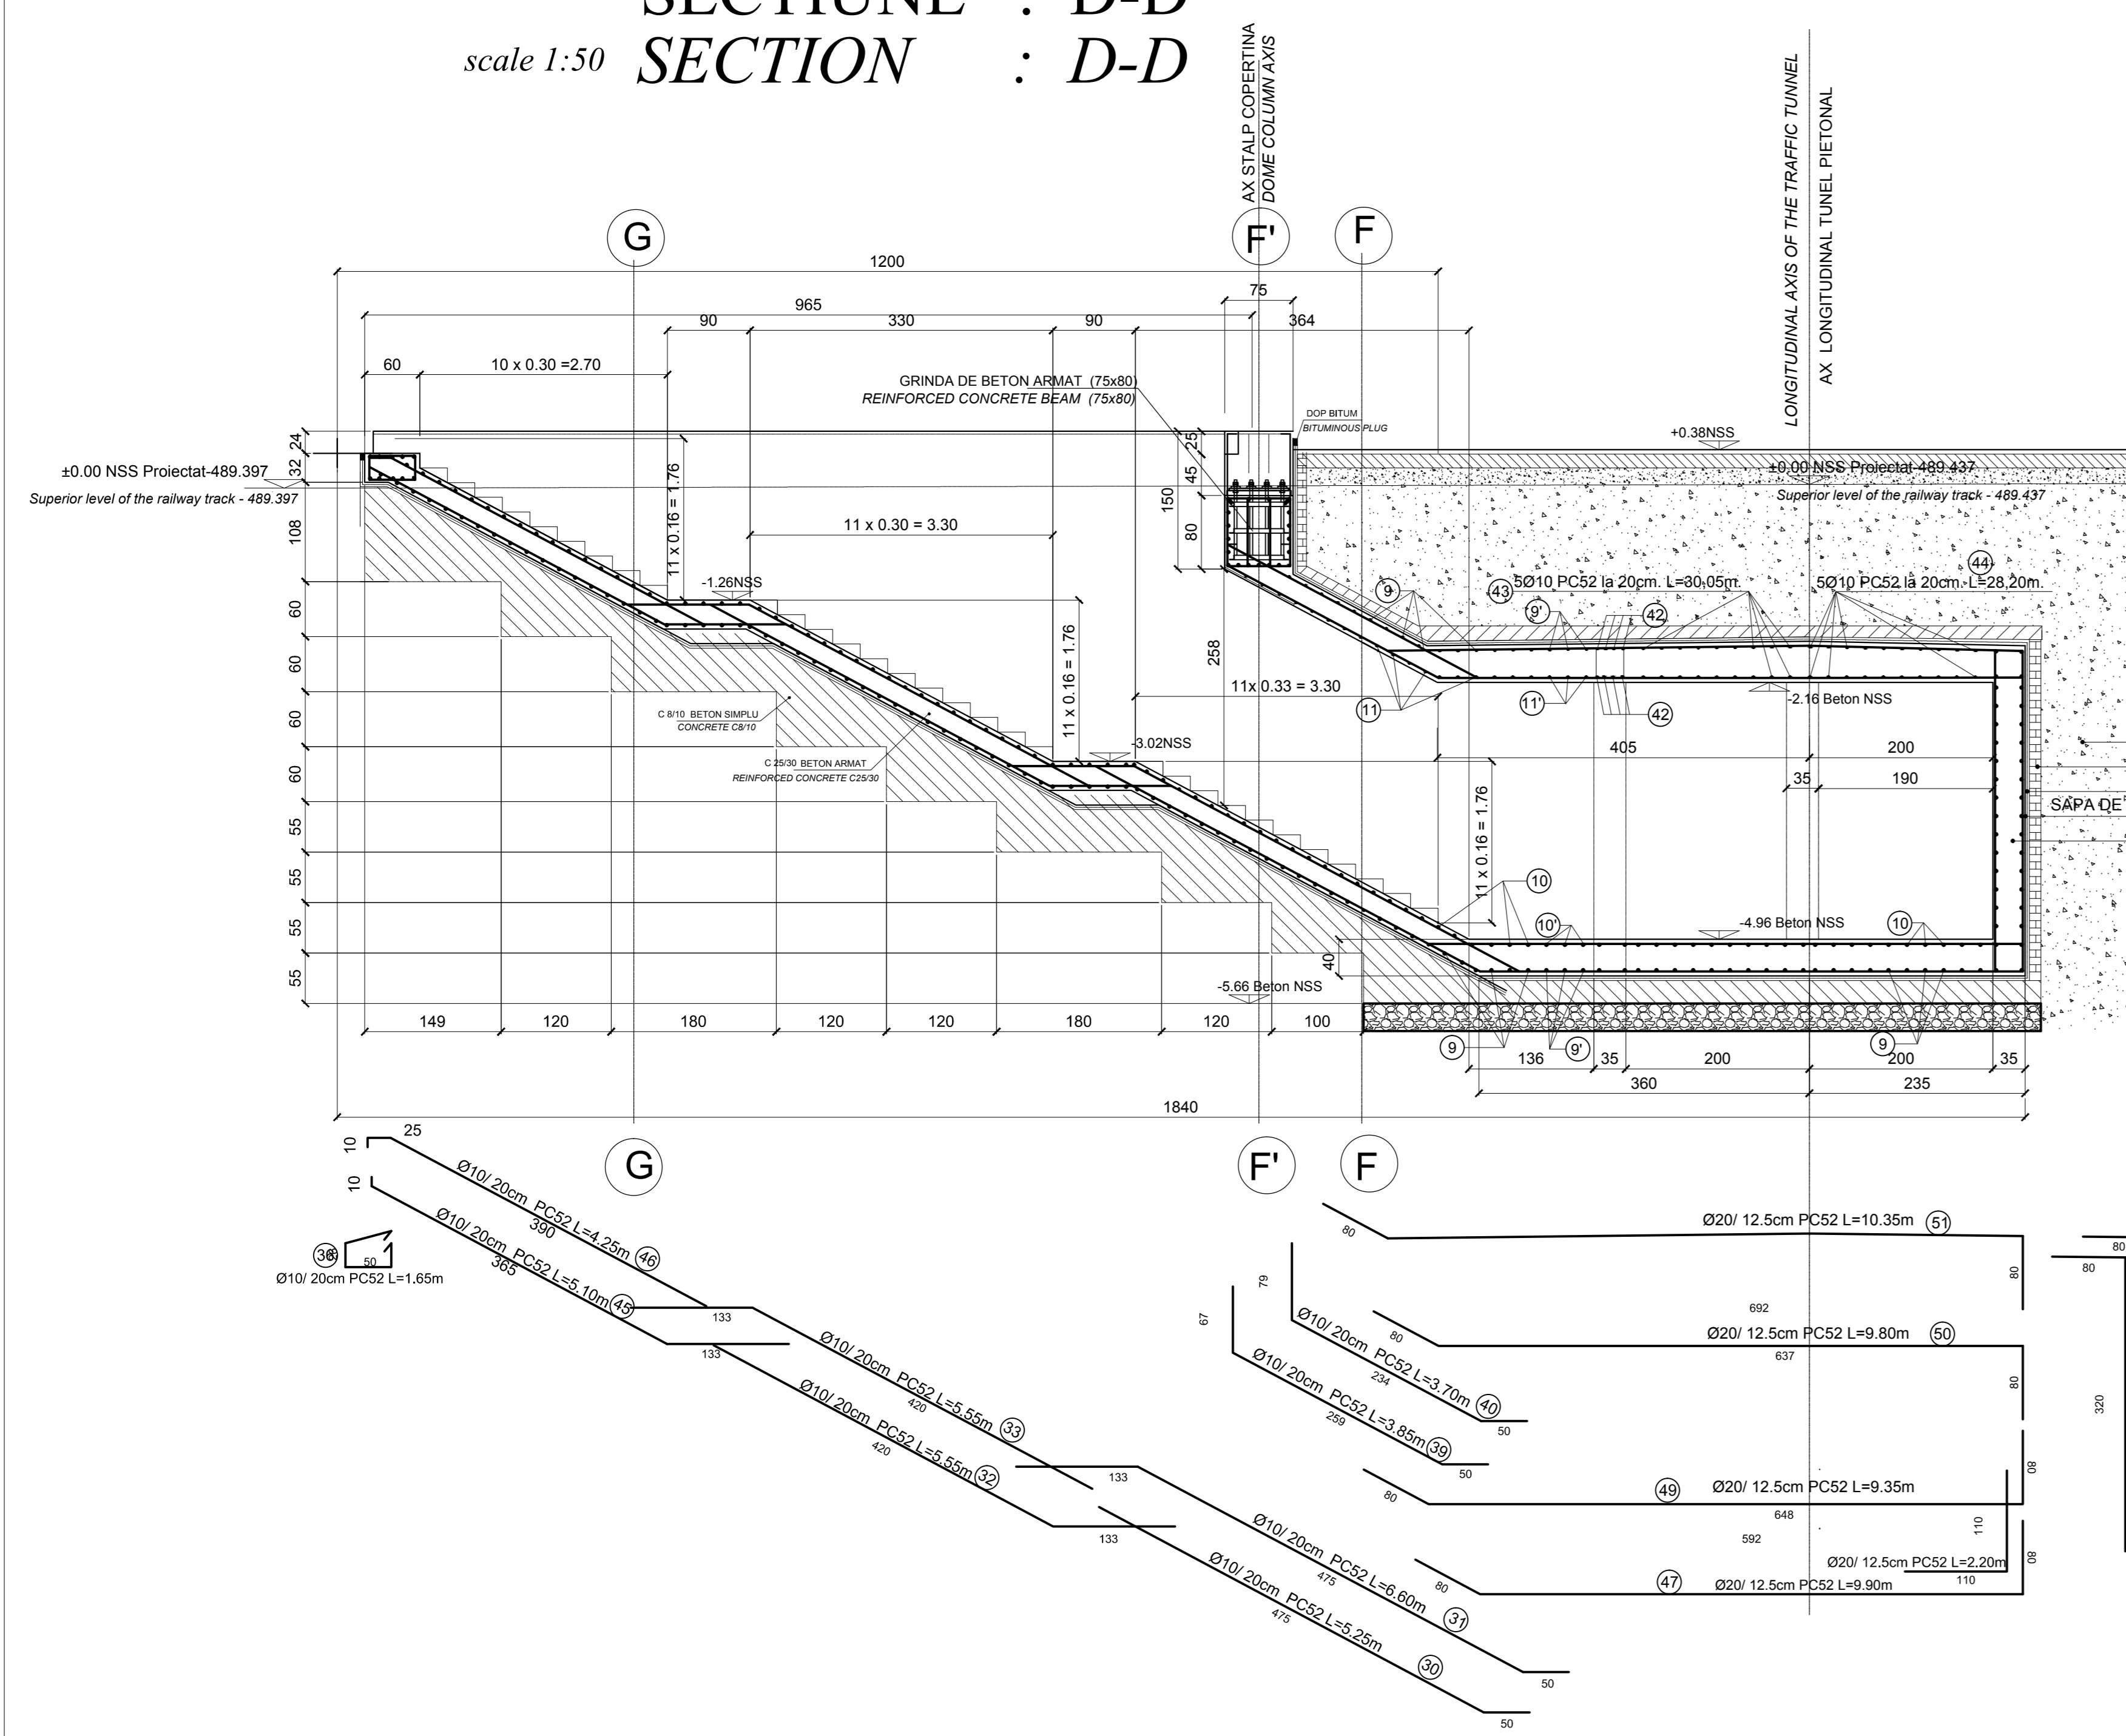 SECTIUNE : D-D
scale 1:50 SECTION : D-D
AX STALP COPERTINA
DOME COLUMN AXIS
LONGITUDINAL AXIS OF THE TRAFFIC TUNNEL
AX LONGITUDINAL TUNEL PIETONAL
G
F'
F
1200
75
965
90
330
90
364
60
10 x 0.30 =2.70
GRINDA DE BETON ARMAT (75x80)
REINFORCED CONCRETE BEAM (75x80)
DOP BITUM
BITUMINOUS PLUG
+0.38NSS
24
32
108
60
60
60
60
55
55
55
55
±0.00 NSS Proiectat-489.397
Superior level of the railway track - 489.397
±0.00 NSS Proiectat-489.437
Superior level of the railway track - 489.437
11 x 0.16 = 1.76
11 x 0.30 = 3.30
150
25
45
80
258
-1.26NSS
11 x 0.16 = 1.76
9
43
5Ø10 PC52 la 20cm. L=30,05m.
44
5Ø10 PC52 la 20cm. L=28,20m.
9'
42
11x 0.33 = 3.30
11
11'
42
-2.16 Beton NSS
C 8/10 BETON SIMPLU
CONCRETE C8/10
C 25/30 BETON ARMAT
REINFORCED CONCRETE C25/30
-3.02NSS
405
200
35
190
11 x 0.16 = 1.76
SAPA DE
10
10'
-4.96 Beton NSS
10
40
-5.66 Beton NSS
149
120
180
120
120
180
120
100
9
9'
9
136
35
200
200
35
360
235
1840
G
F'
F
10
25
Ø10/ 20cm PC52 L=4.25m 46
390
10
Ø10/ 20cm PC52 L=5.10m 45
365
36
50
Ø10/ 20cm PC52 L=1.65m
133
133
Ø10/ 20cm PC52 L=5.55m 33
420
Ø10/ 20cm PC52 L=5.55m 32
420
133
133
Ø10/ 20cm PC52 L=6.60m 31
475
50
Ø10/ 20cm PC52 L=5.25m
475
30
50
79
Ø10/ 20cm PC52 L=3.70m 40
234
50
67
Ø10/ 20cm PC52 L=3.85m 39
259
50
80
Ø20/ 12.5cm PC52 L=10.35m 51
80
692
80
Ø20/ 12.5cm PC52 L=9.80m 50
637
80
80
49 Ø20/ 12.5cm PC52 L=9.35m
648
80
592
110
Ø20/ 12.5cm PC52 L=2.20m
110
80
47 Ø20/ 12.5cm PC52 L=9.90m
80
80
80
320